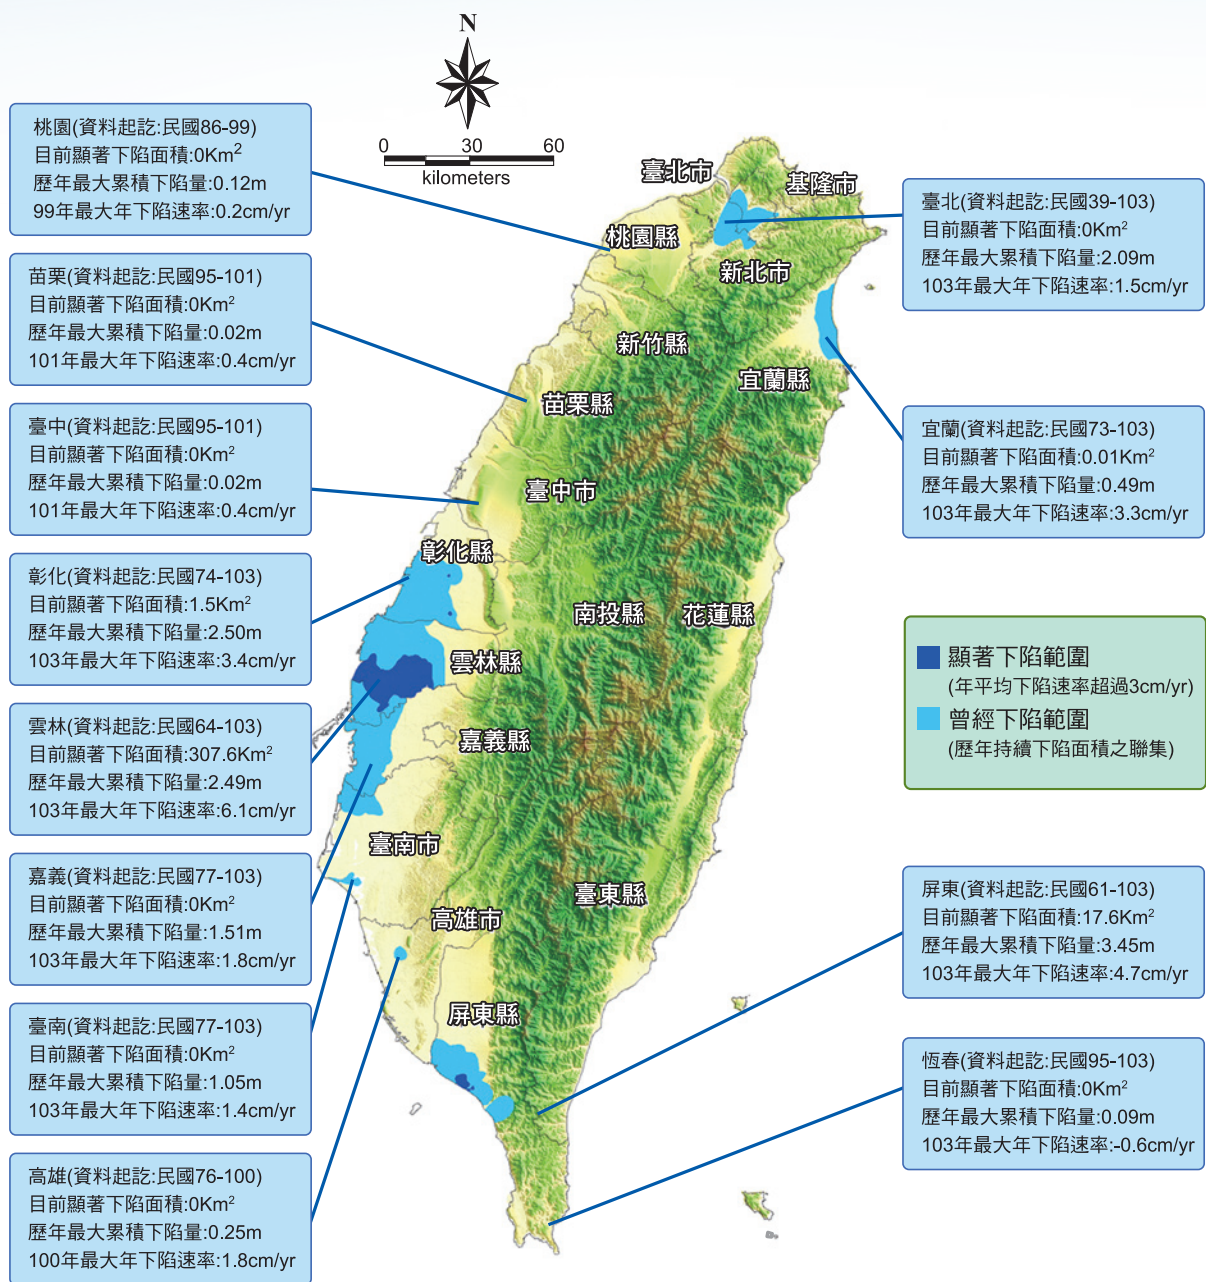 N
0 30 60
kilometers
桃園(資料起訖:民國86-99)
目前顯著下陷面積:0Km²
歷年最大累積下陷量:0.12m
99年最大年下陷速率:0.2cm/yr
苗栗(資料起訖:民國95-101)
目前顯著下陷面積:0Km²
歷年最大累積下陷量:0.02m
101年最大年下陷速率:0.4cm/yr
臺中(資料起訖:民國95-101)
目前顯著下陷面積:0Km²
歷年最大累積下陷量:0.02m
101年最大年下陷速率:0.4cm/yr
彰化(資料起訖:民國74-103)
目前顯著下陷面積:1.5Km²
歷年最大累積下陷量:2.50m
103年最大年下陷速率:3.4cm/yr
雲林(資料起訖:民國64-103)
目前顯著下陷面積:307.6Km²
歷年最大累積下陷量:2.49m
103年最大年下陷速率:6.1cm/yr
嘉義(資料起訖:民國77-103)
目前顯著下陷面積:0Km²
歷年最大累積下陷量:1.51m
103年最大年下陷速率:1.8cm/yr
臺南(資料起訖:民國77-103)
目前顯著下陷面積:0Km²
歷年最大累積下陷量:1.05m
103年最大年下陷速率:1.4cm/yr
高雄(資料起訖:民國76-100)
目前顯著下陷面積:0Km²
歷年最大累積下陷量:0.25m
100年最大年下陷速率:1.8cm/yr
臺北市
基隆市
桃園縣
新北市
新竹縣
宜蘭縣
苗栗縣
臺中市
彰化縣
南投縣
花蓮縣
雲林縣
嘉義縣
臺南市
臺東縣
高雄市
屏東縣
臺北(資料起訖:民國39-103)
目前顯著下陷面積:0Km²
歷年最大累積下陷量:2.09m
103年最大年下陷速率:1.5cm/yr
宜蘭(資料起訖:民國73-103)
目前顯著下陷面積:0.01Km²
歷年最大累積下陷量:0.49m
103年最大年下陷速率:3.3cm/yr
顯著下陷範圍
(年平均下陷速率超過3cm/yr)
曾經下陷範圍
(歷年持續下陷面積之聯集)
屏東(資料起訖:民國61-103)
目前顯著下陷面積:17.6Km²
歷年最大累積下陷量:3.45m
103年最大年下陷速率:4.7cm/yr
恆春(資料起訖:民國95-103)
目前顯著下陷面積:0Km²
歷年最大累積下陷量:0.09m
103年最大年下陷速率:-0.6cm/yr